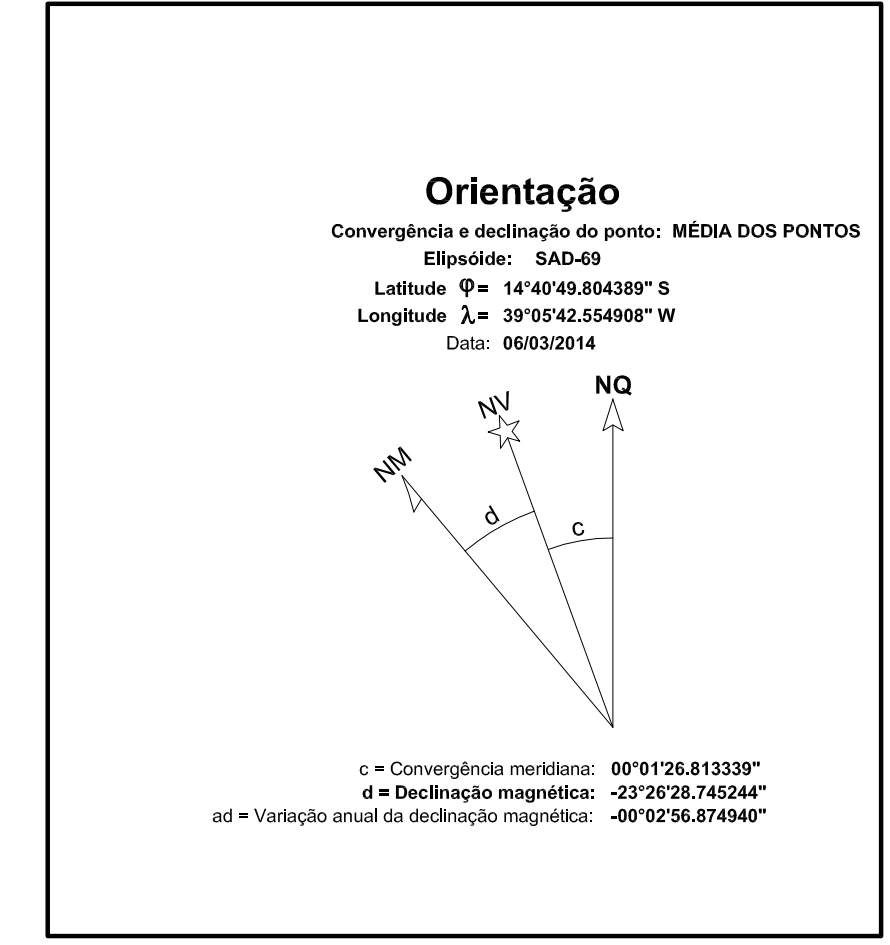 Orientação
Convergência e declinação do ponto: MÉDIA DOS PONTOS
Elipsóide: SAD-69
Latitude φ= 14°40'49.804389" S
Longitude λ= 39°05'42.554908" W
Data: 06/03/2014
NQ
NV
NM
d
c
c = Convergência meridiana: 00°01'26.813339"
d = Declinação magnética: -23°26'28.745244"
ad = Variação anual da declinação magnética: -00°02'56.874940"